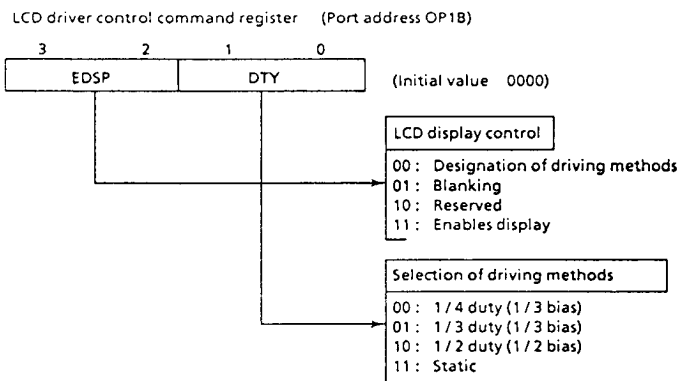 LCD driver control command register (Port address OP1B)
3 2 1 0
EDSP DTY (Initial value 0000)
LCD display control
00 : Designation of driving methods
01 : Blanking
10 : Reserved
11 : Enables display
Selection of driving methods
00 : 1 / 4 duty (1 / 3 bias)
01 : 1 / 3 duty (1 / 3 bias)
10 : 1 / 2 duty (1 / 2 bias)
11 : Static